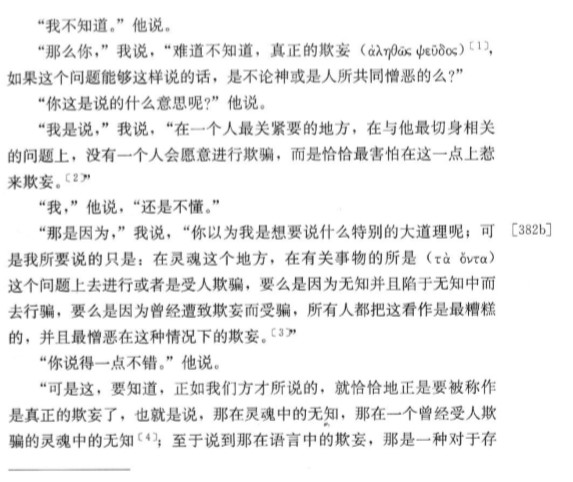 “我不知道。”他说。
“那么你，”我说，“难道不知道，真正的欺妄（ἀληθῶς ψεῦδος）〔1〕，
如果这个问题能够这样说的话，是不论神或是人所共同憎恶的么？”
“你这是说的什么意思呢？”他说。
“我是说，”我说，“在一个人最关紧要的地方，在与他最切身相关
的问题上，没有一个人会愿意进行欺骗，而是恰恰最害怕在这一点上惹
来欺妄。〔2〕”
“我，”他说，“还是不懂。”
“那是因为，”我说，“你以为我是想要说什么特别的大道理呢；可 [382b]
是我所要说的只是：在灵魂这个地方，在有关事物的所是（τὰ ὄντα）
这个问题上去进行或者是受人欺骗，要么是因为无知并且陷于无知中而
去行骗，要么是因为曾经遭致欺妄而受骗，所有人都把这看作是最糟糕
的，并且最憎恶在这种情况下的欺妄。〔3〕”
“你说得一点不错。”他说。
“可是这，要知道，正如我们方才所说的，就恰恰地正是要被称作
是真正的欺妄了，也就是说，那在灵魂中的无知，那在一个曾经受人欺
骗的灵魂中的无知〔4〕；至于说到那在语言中的欺妄，那是一种对于存